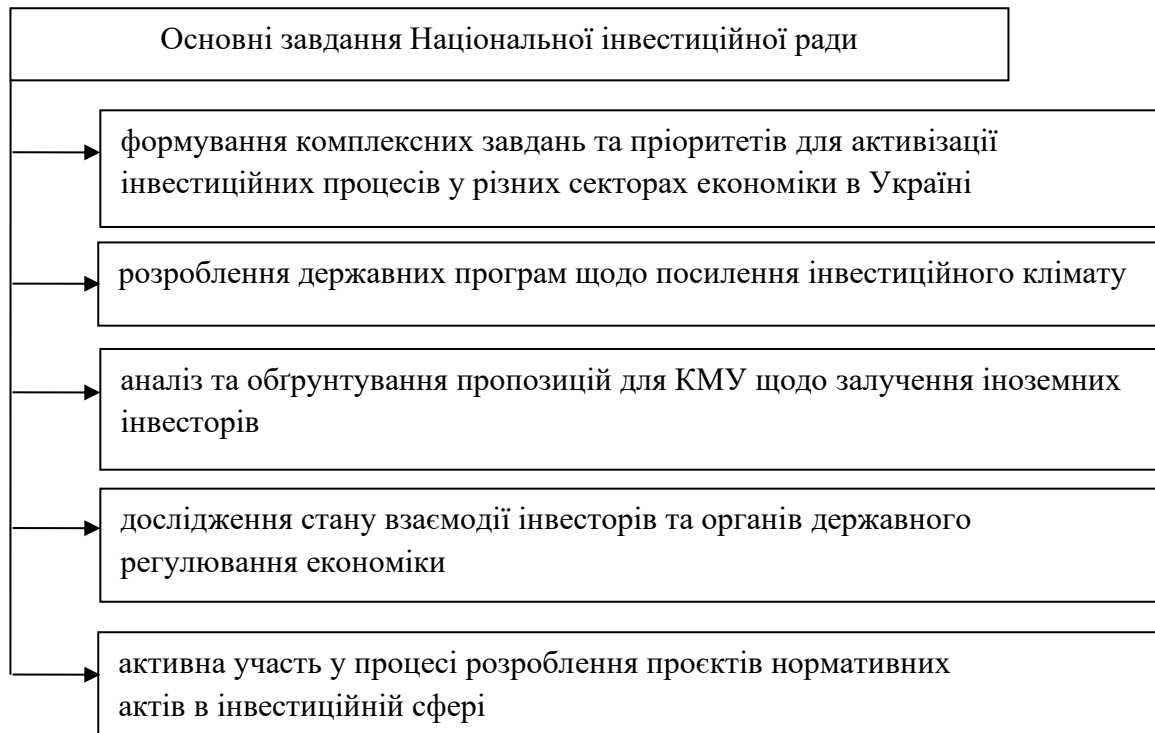 Основні завдання Національної інвестиційної ради
формування комплексних завдань та пріоритетів для активізації
інвестиційних процесів у різних секторах економіки в Україні
розроблення державних програм щодо посилення інвестиційного клімату
аналіз та обґрунтування пропозицій для КМУ щодо залучення іноземних
інвесторів
дослідження стану взаємодії інвесторів та органів державного
регулювання економіки
активна участь у процесі розроблення проєктів нормативних
актів в інвестиційній сфері